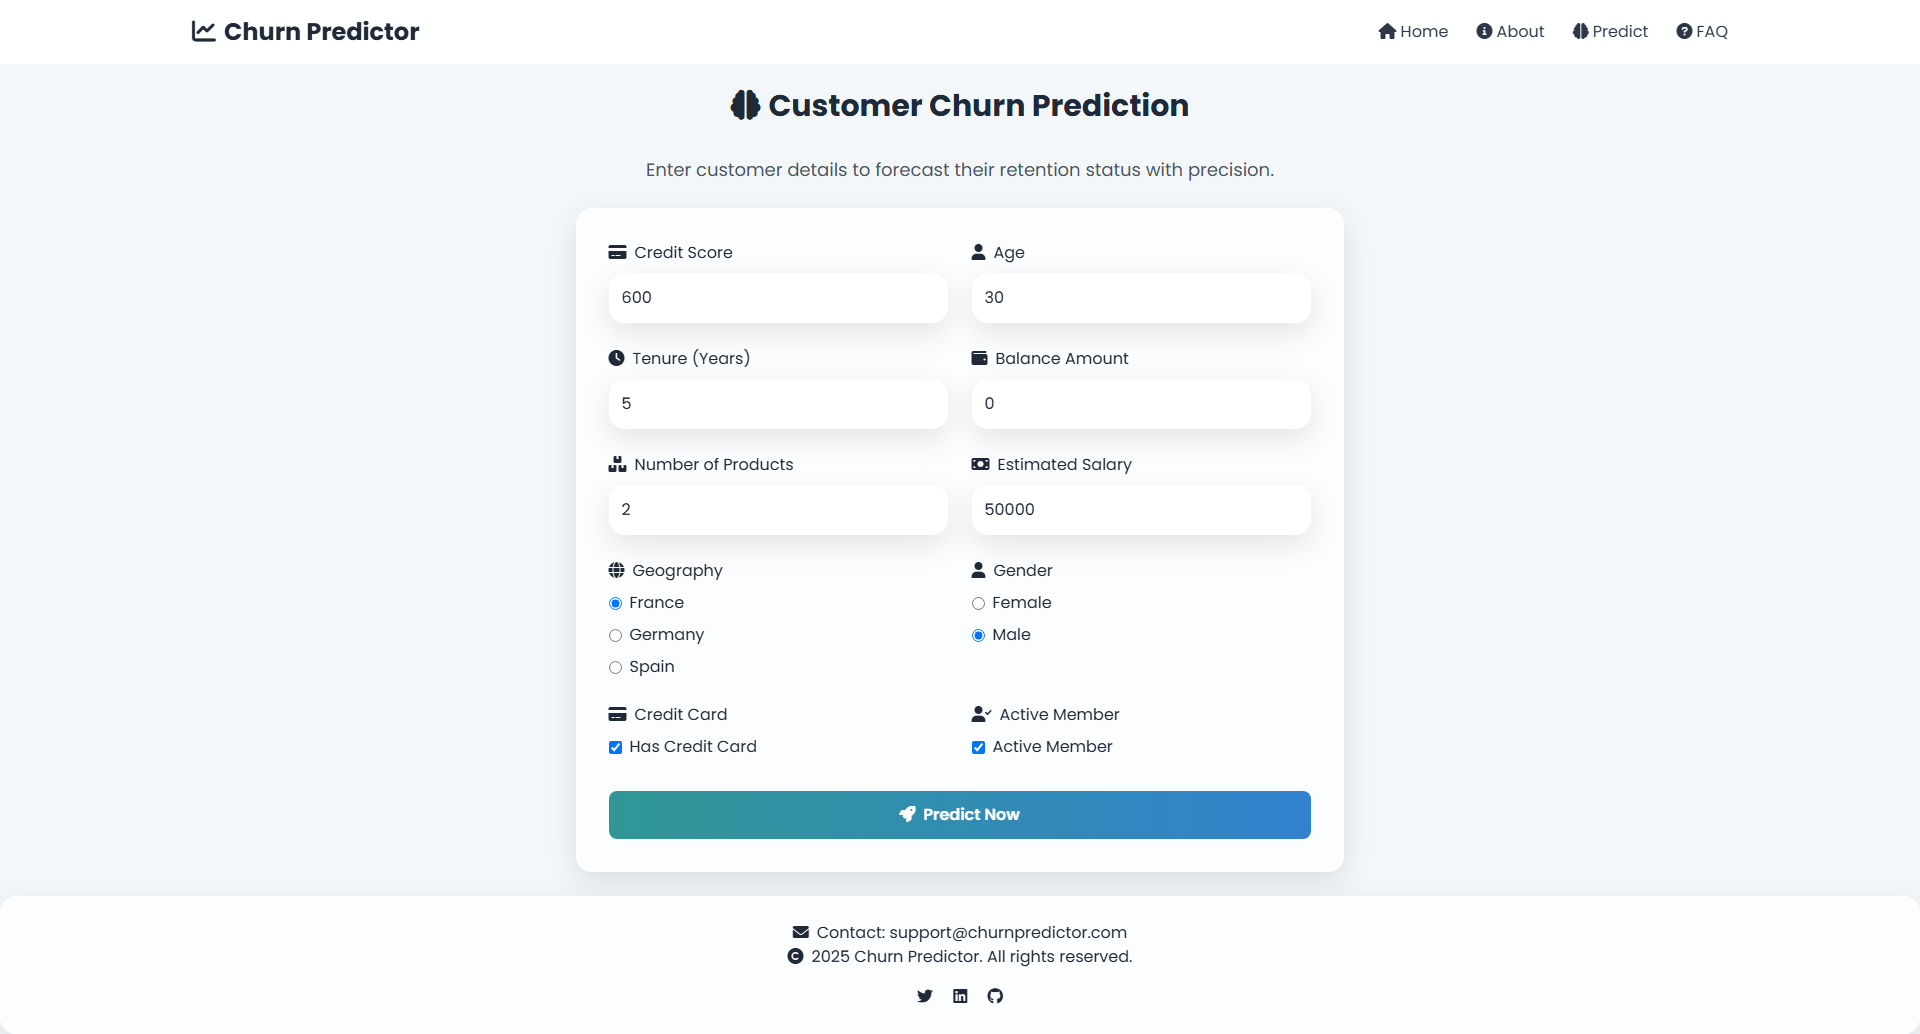 Churn Predictor
Home About Predict FAQ
Customer Churn Prediction
Enter customer details to forecast their retention status with precision.
Credit Score
600
Age
30
Tenure (Years)
5
Balance Amount
0
Number of Products
2
Estimated Salary
50000
Geography
France
Germany
Spain
Gender
Female
Male
Credit Card
Has Credit Card
Active Member
Active Member
Predict Now
Contact: support@churnpredictor.com
2025 Churn Predictor. All rights reserved.